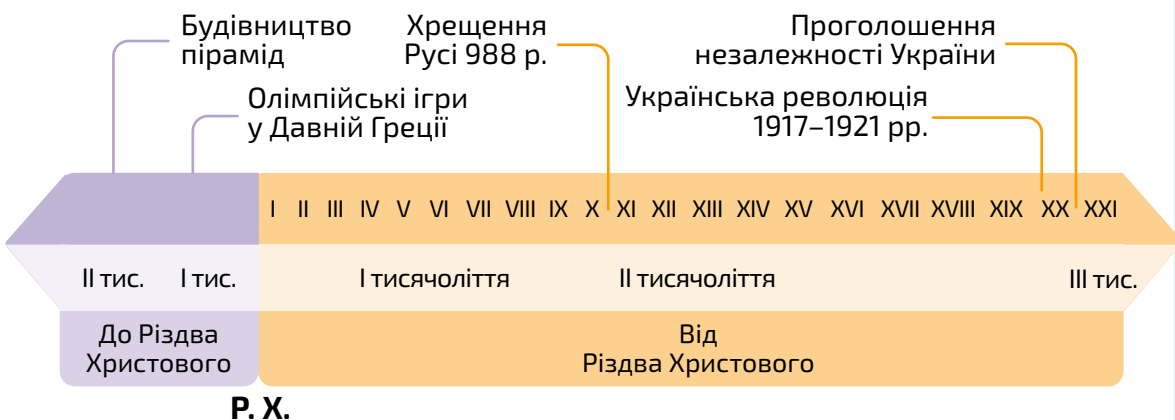 Будівництво
пірамід
Хрещення
Русі 988 р.
Проголошення
незалежності України
Олімпійські ігри
у Давній Греції
Українська революція
1917–1921 рр.
I II III IV V VI VII VIII IX X XI XII XIII XIV XV XVI XVII XVIII XIX XX XXI
II тис. I тис. I тисячоліття II тисячоліття III тис.
До Різдва
Христового
Від
Різдва Христового
Р. Х.